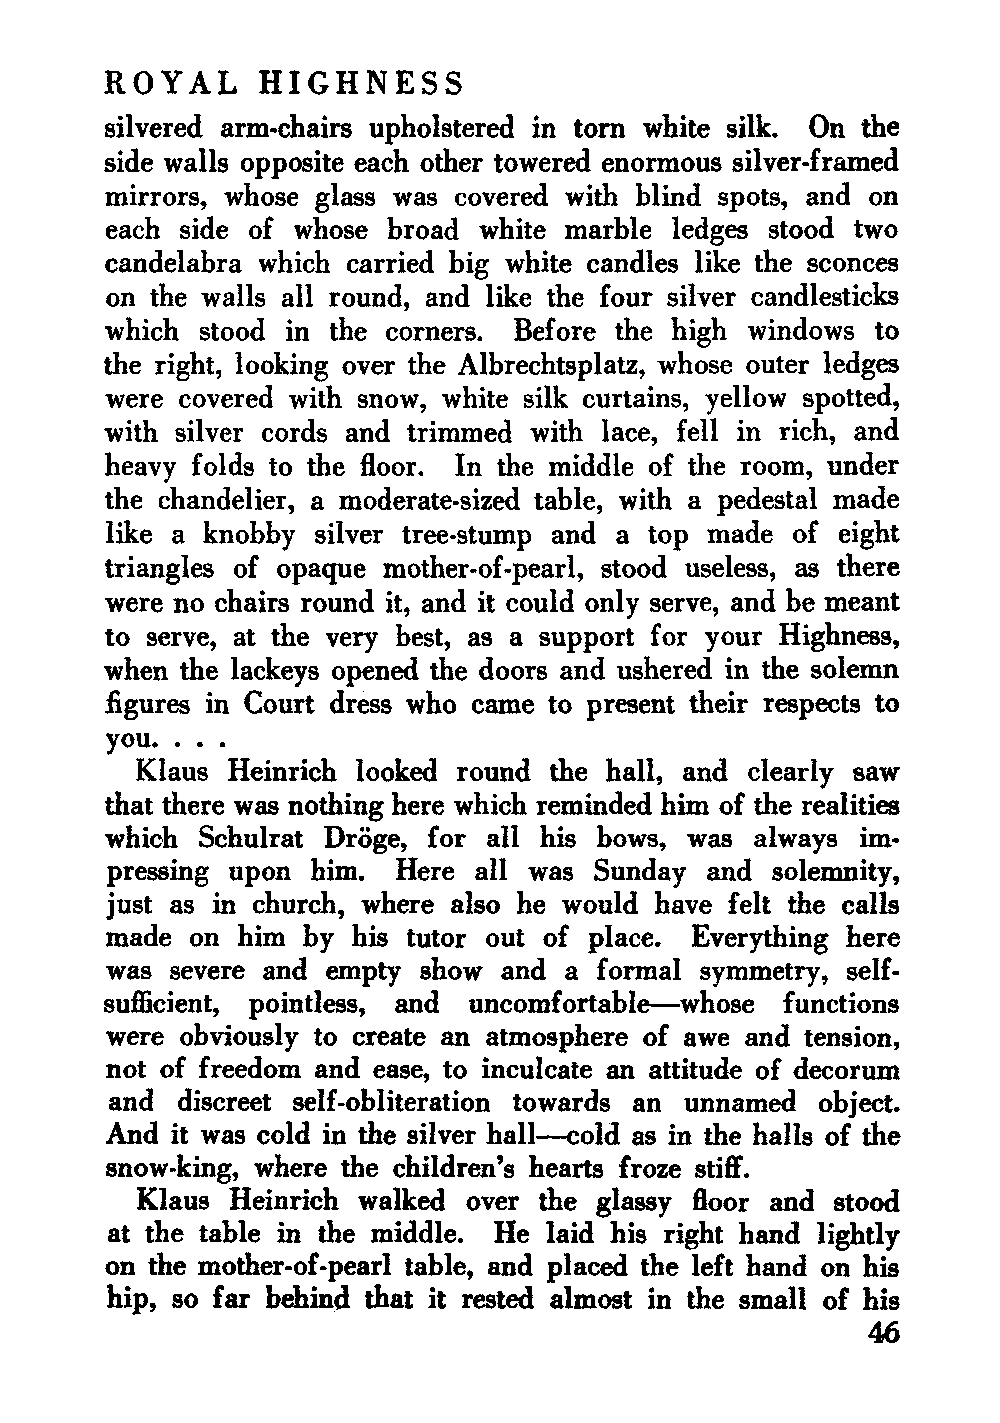 ROYAL HIGHNESS
silvered arm-chairs upholstered in torn white silk. On the
side walls opposite each other towered enormous silver-framed
mirrors, whose glass was covered with blind spots, and on
each side of whose broad white marble ledges stood two
candelabra which carried big white candles like the sconces
on the walls all round, and like the four silver candlesticks
which stood in the corners. Before the high windows to
the right, looking over the Albrechtsplatz, whose outer ledges
were covered with snow, white silk curtains, yellow spotted,
with silver cords and trimmed with lace, fell in rich, and
heavy folds to the floor. In the middle of the room, under
the chandelier, a moderate-sized table, with a pedestal made
like a knobby silver tree-stump and a top made of eight
triangles of opaque mother-of-pearl, stood useless, as there
were no chairs round it, and it could only serve, and be meant
to serve, at the very best, as a support for your Highness,
when the lackeys opened the doors and ushered in the solemn
figures in Court dress who came to present their respects to
you. . . .
Klaus Heinrich looked round the hall, and clearly saw
that there was nothing here which reminded him of the realities
which Schulrat Dröge, for all his bows, was always im-
pressing upon him. Here all was Sunday and solemnity,
just as in church, where also he would have felt the calls
made on him by his tutor out of place. Everything here
was severe and empty show and a formal symmetry, self-
sufficient, pointless, and uncomfortable—whose functions
were obviously to create an atmosphere of awe and tension,
not of freedom and ease, to inculcate an attitude of decorum
and discreet self-obliteration towards an unnamed object.
And it was cold in the silver hall—cold as in the halls of the
snow-king, where the children's hearts froze stiff.
Klaus Heinrich walked over the glassy floor and stood
at the table in the middle. He laid his right hand lightly
on the mother-of-pearl table, and placed the left hand on his
hip, so far behind that it rested almost in the small of his
46